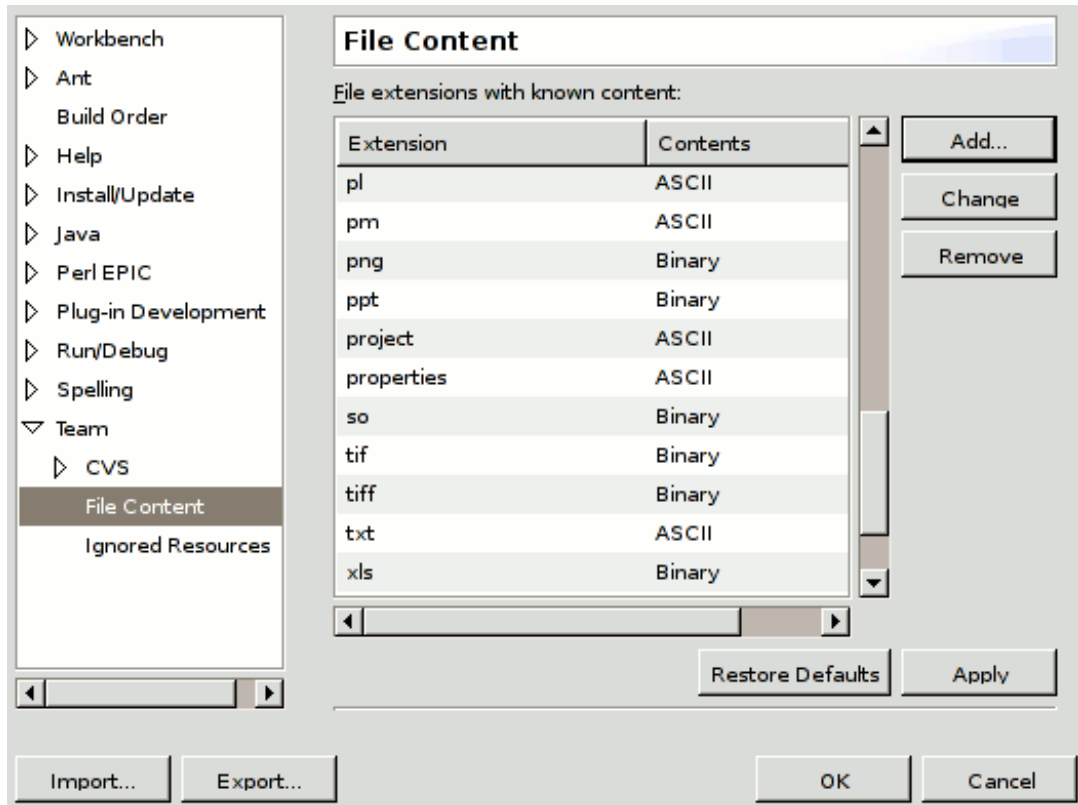 Workbench
Ant
Build Order
Help
Install/Update
Java
Perl EPIC
Plug-in Development
Run/Debug
Spelling
Team
CVS
File Content
Ignored Resources
File Content
File extensions with known content:
Extension Contents
pl ASCII
pm ASCII
png Binary
ppt Binary
project ASCII
properties ASCII
so Binary
tif Binary
tiff Binary
txt ASCII
xls Binary
Add...
Change
Remove
Restore Defaults Apply
Import... Export... OK Cancel